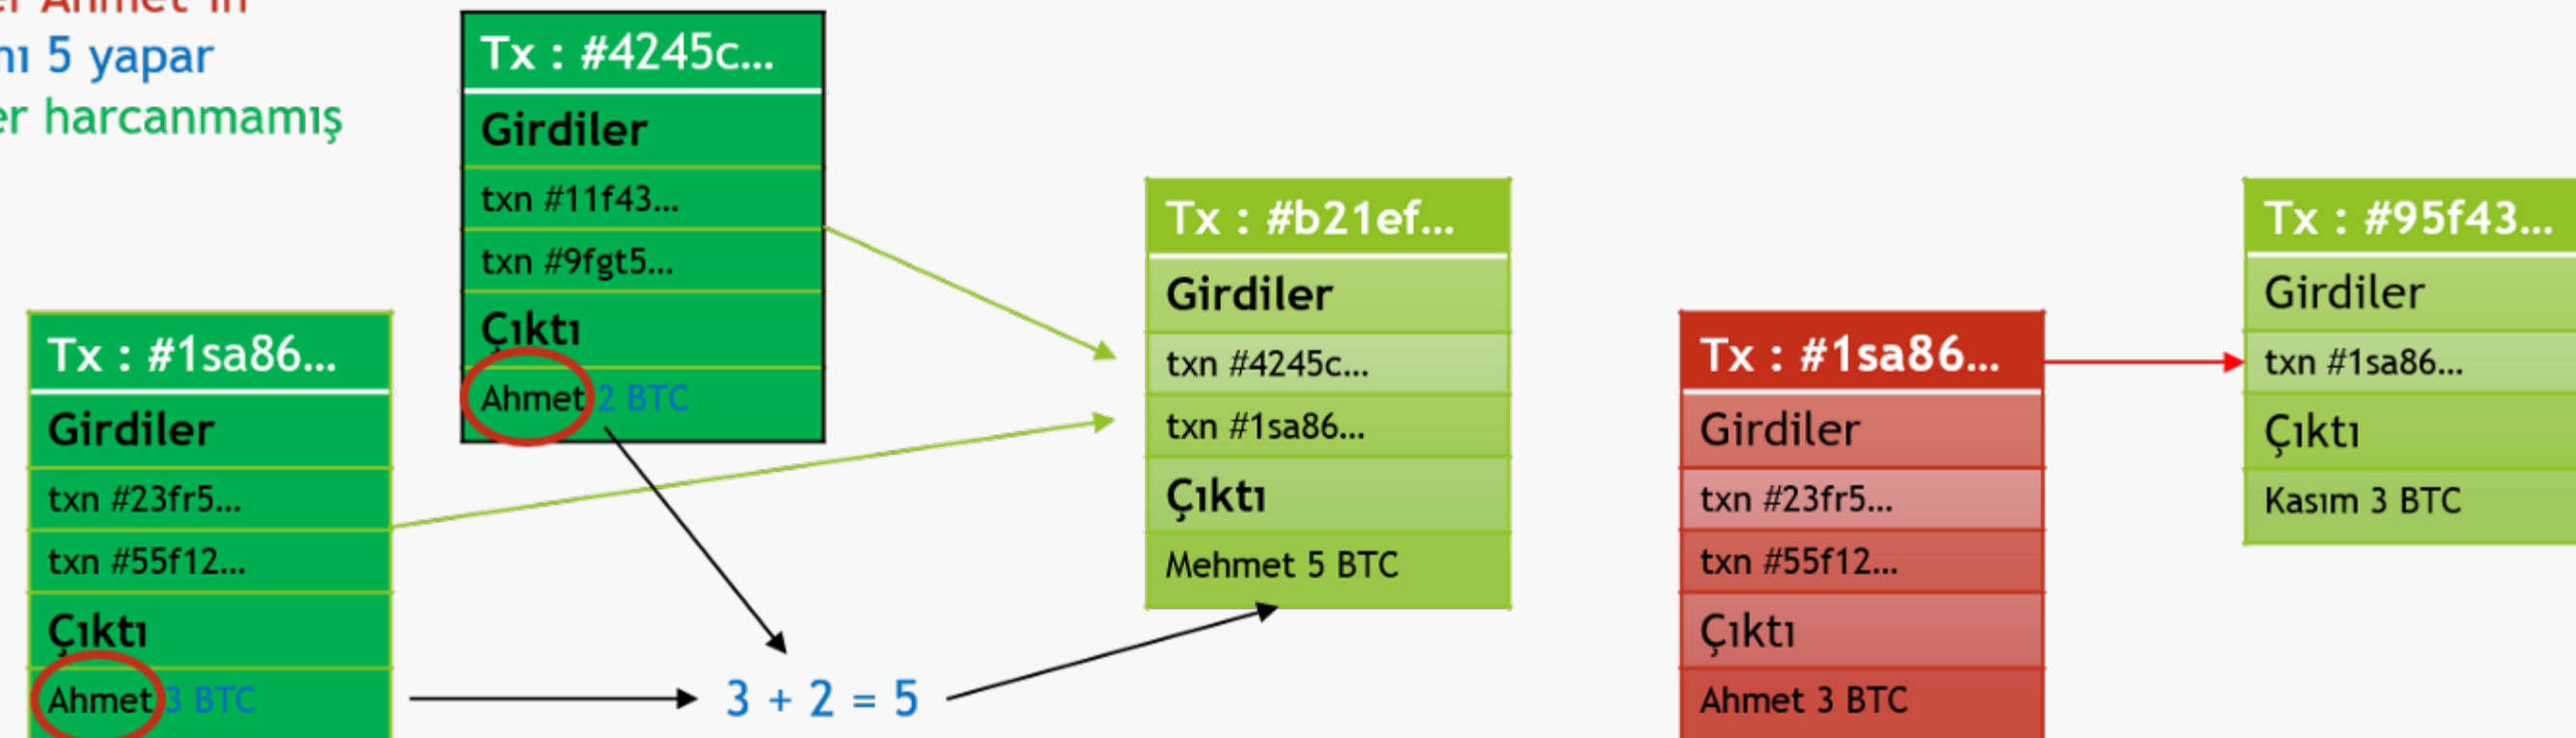 Ahmet'in
5 yapar
harcanmamış
Tx : #4245c...
Girdiler
txn #11f43...
txn #9fgt5...
Çıktı
Ahmet 2 BTC
Tx : #1sa86...
Girdiler
txn #23fr5...
txn #55f12...
Çıktı
Ahmet 3 BTC
3 + 2 = 5
Tx : #b21ef...
Girdiler
txn #4245c...
txn #1sa86...
Çıktı
Mehmet 5 BTC
Tx : #1sa86...
Girdiler
txn #23fr5...
txn #55f12...
Çıktı
Ahmet 3 BTC
Tx : #95f43...
Girdiler
txn #1sa86...
Çıktı
Kasım 3 BTC